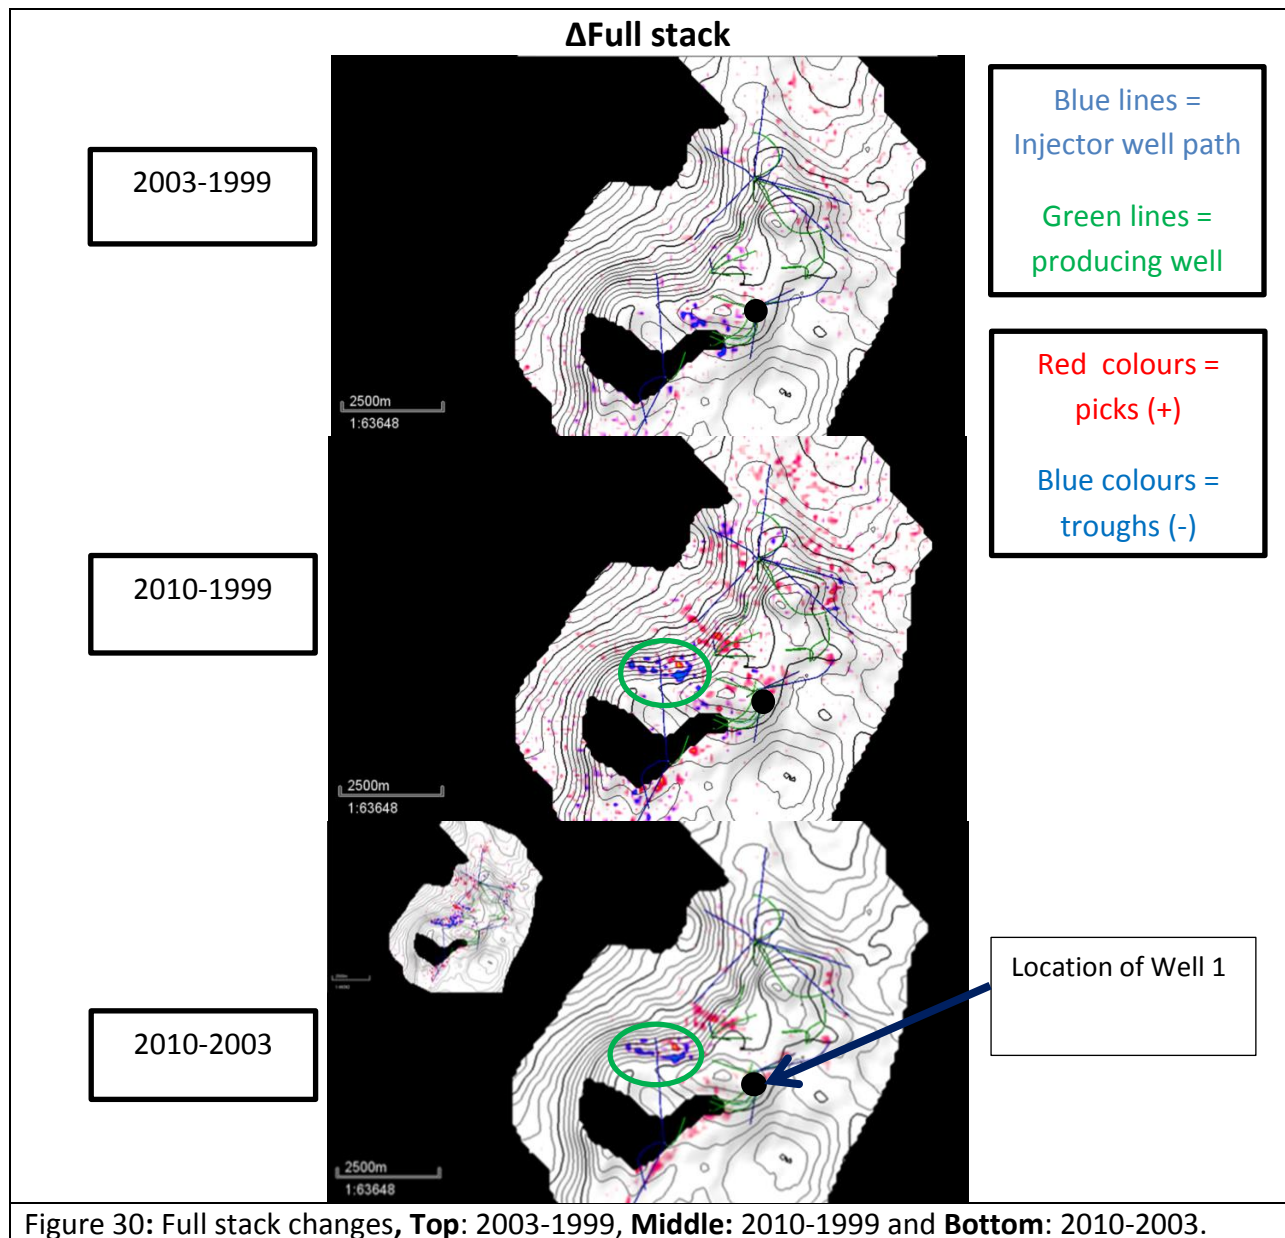 ΔFull stack
2003-1999
Blue lines =
Injector well path
Green lines =
producing well
Red  colours =
picks (+)
Blue colours =
troughs (-)
2500m
1:63648
2010-1999
2500m
1:63648
2010-2003
Location of Well 1
2500m
1:63648
Figure 30: Full stack changes, Top: 2003-1999, Middle: 2010-1999 and Bottom: 2010-2003.